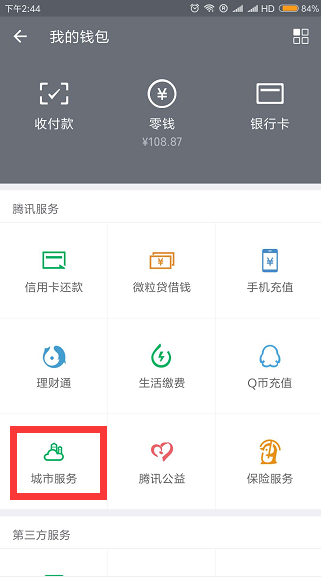 下午2:44 HD 84%
我的钱包
收付款 零钱 银行卡
¥108.87
腾讯服务
信用卡还款 微粒贷借钱 手机充值
理财通 生活缴费 Q币充值
城市服务 腾讯公益 保险服务
第三方服务